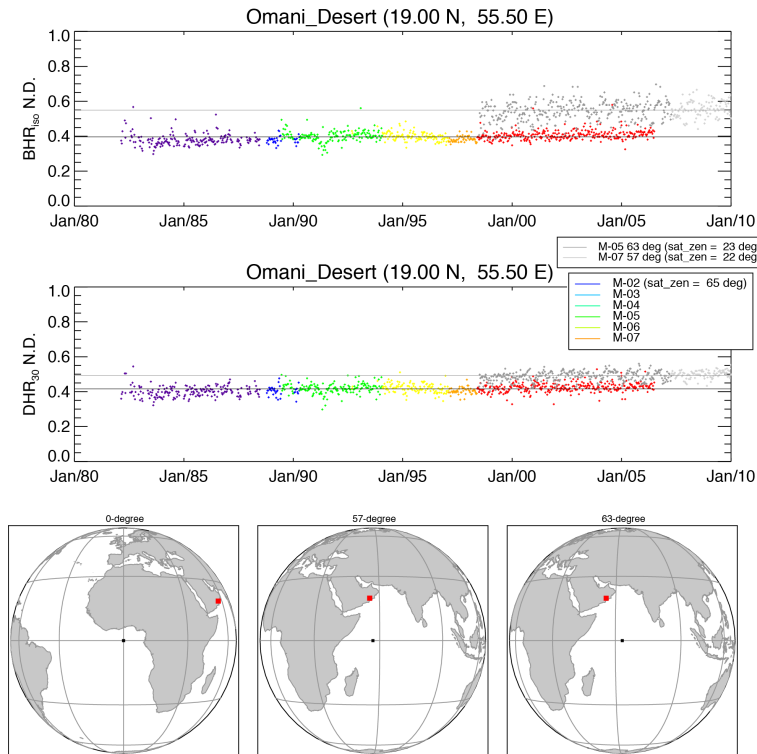 Omani_Desert (19.00 N,  55.50 E)
BHRiso N.D.
1.0
0.8
0.6
0.4
0.2
0.0
Jan/80 Jan/85 Jan/90 Jan/95 Jan/00 Jan/05 Jan/10
M-05 63 deg (sat_zen =  23 deg
M-07 57 deg (sat_zen =  22 deg
Omani_Desert (19.00 N,  55.50 E)
M-02 (sat_zen =  65 deg)
M-03
M-04
M-05
M-06
M-07
DHR30 N.D.
1.0
0.8
0.6
0.4
0.2
0.0
Jan/80 Jan/85 Jan/90 Jan/95 Jan/00 Jan/05 Jan/10
0-degree 57-degree 63-degree